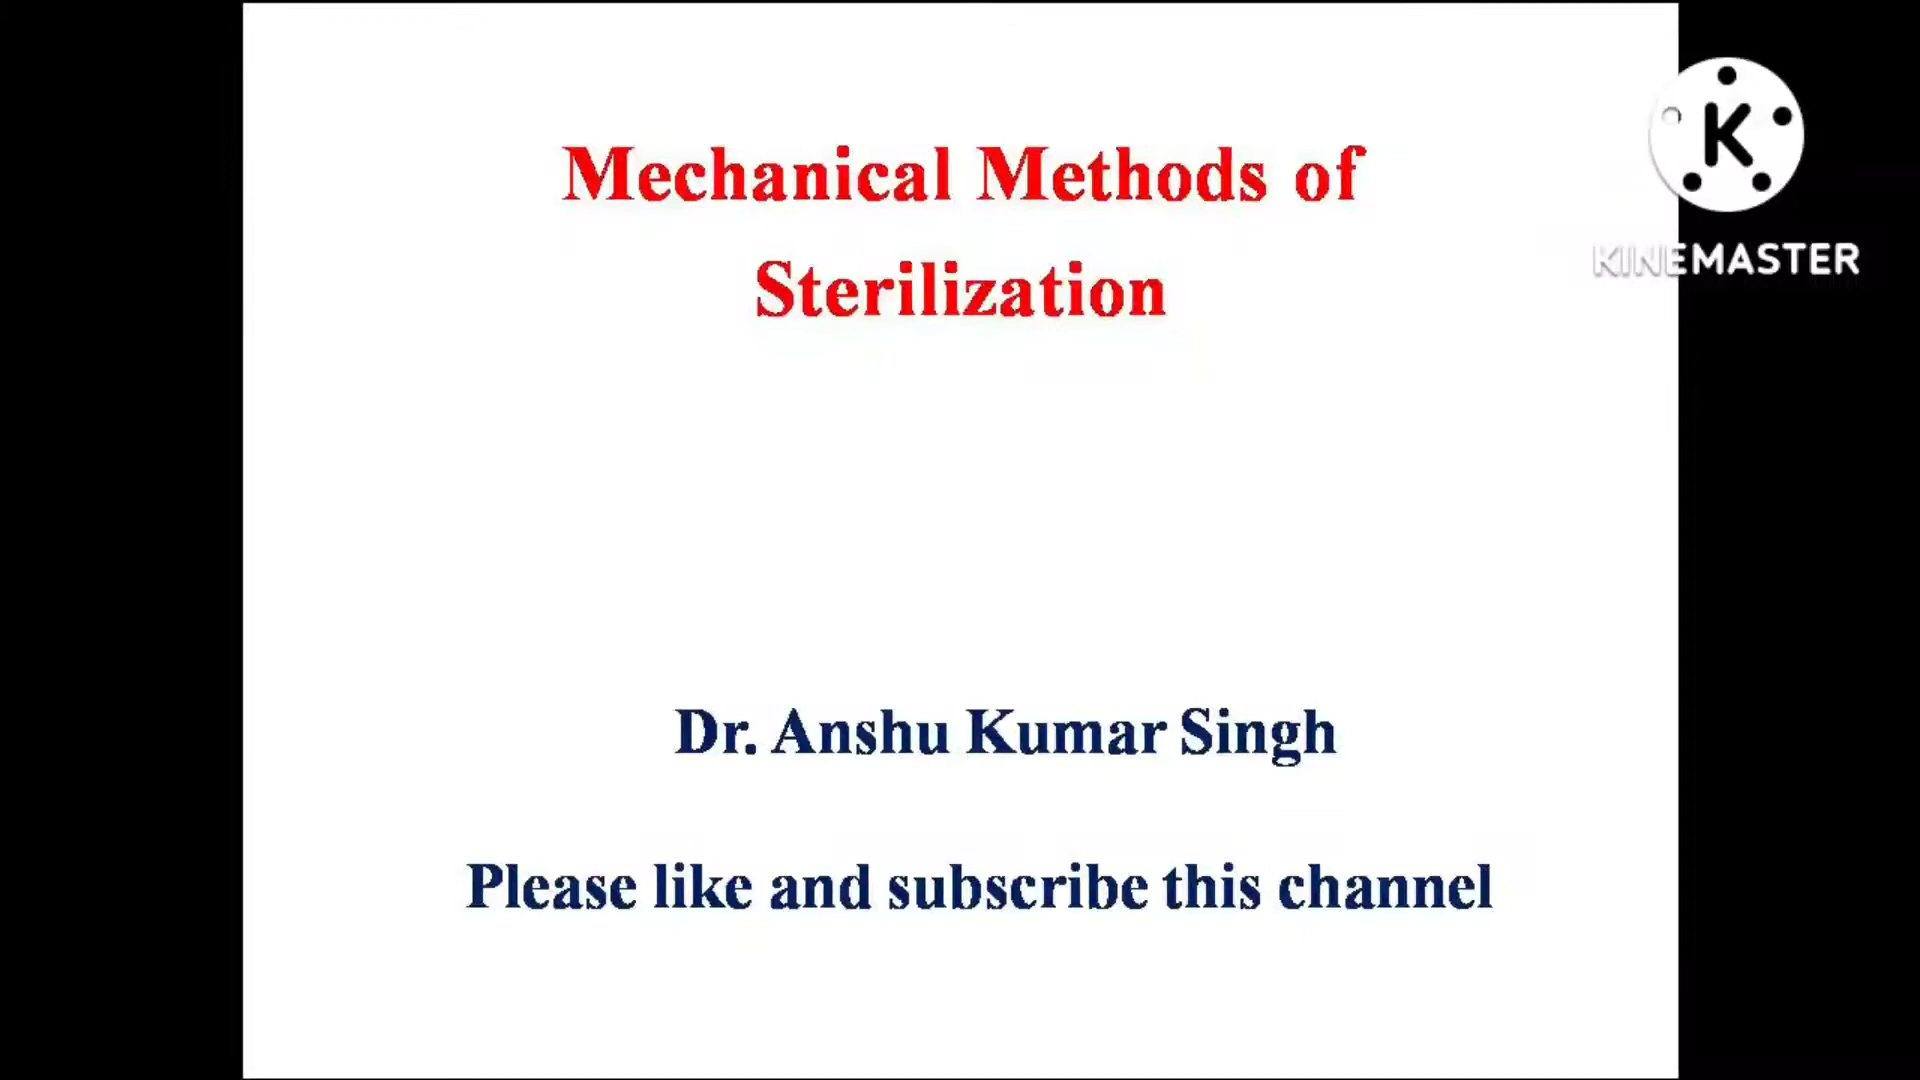 Mechanical Methods of
Sterilization
K
KINEMASTER
Dr. Anshu Kumar Singh
Please like and subscribe this channel